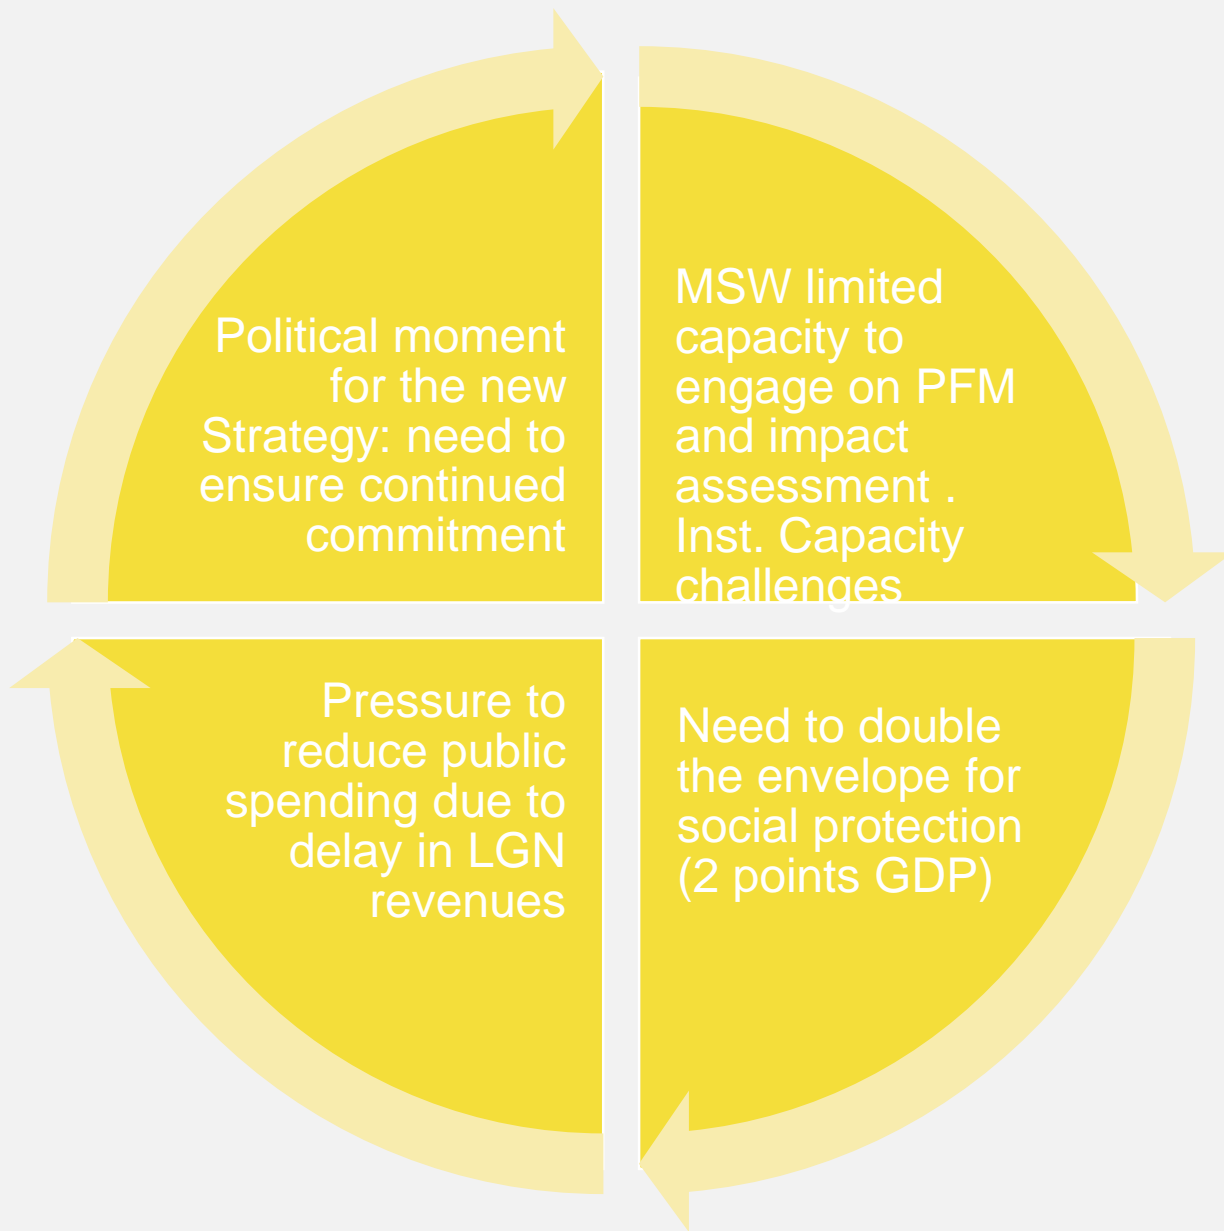 Political moment
for the new
Strategy: need to
ensure continued
commitment
MSW limited
capacity to
engage on PFM
and impact
assessment .
Inst. Capacity
challenges
Pressure to
reduce public
spending due to
delay in LGN
revenues
Need to double
the envelope for
social protection
(2 points GDP)